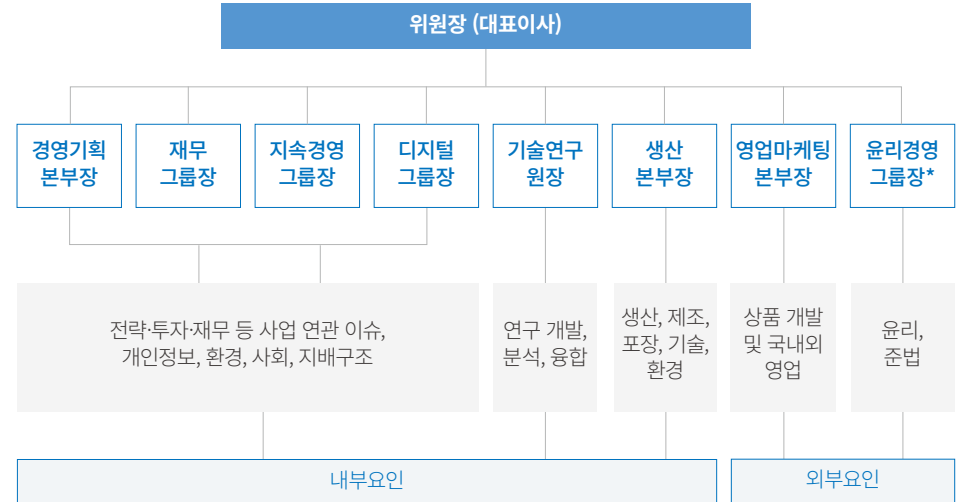 위원장 (대표이사)
경영기획
본부장
재무
그룹장
지속경영
그룹장
디지털
그룹장
기술연구
원장
생산
본부장
영업마케팅
본부장
윤리경영
그룹장*
전략·투자·재무 등 사업 연관 이슈,
개인정보, 환경, 사회, 지배구조
연구 개발,
분석, 융합
생산, 제조,
포장, 기술,
환경
상품 개발
및 국내외
영업
윤리,
준법
내부요인
외부요인